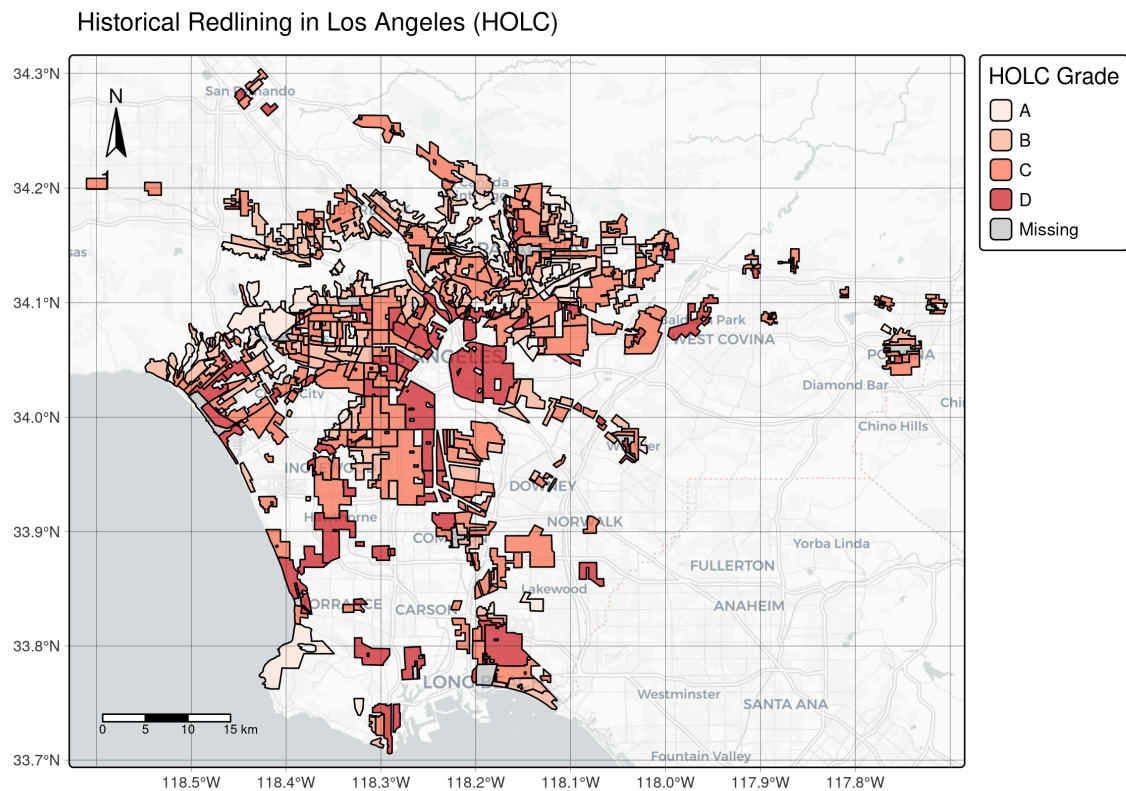 Historical Redlining in Los Angeles (HOLC)
HOLC Grade
A
B
C
D
Missing
34.3°N
34.2°N
34.1°N
34.0°N
33.9°N
33.8°N
33.7°N
N
Baldwin Park
WEST COVINA
Diamond Bar
Chino Hills
DOWNEY
NORWALK
Yorba Linda
FULLERTON
Lakewood
ANAHEIM
CARSON
Westminster
SANTA ANA
Fountain Valley
0 5 10 15 km
118.5°W 118.4°W 118.3°W 118.2°W 118.1°W 118.0°W 117.9°W 117.8°W